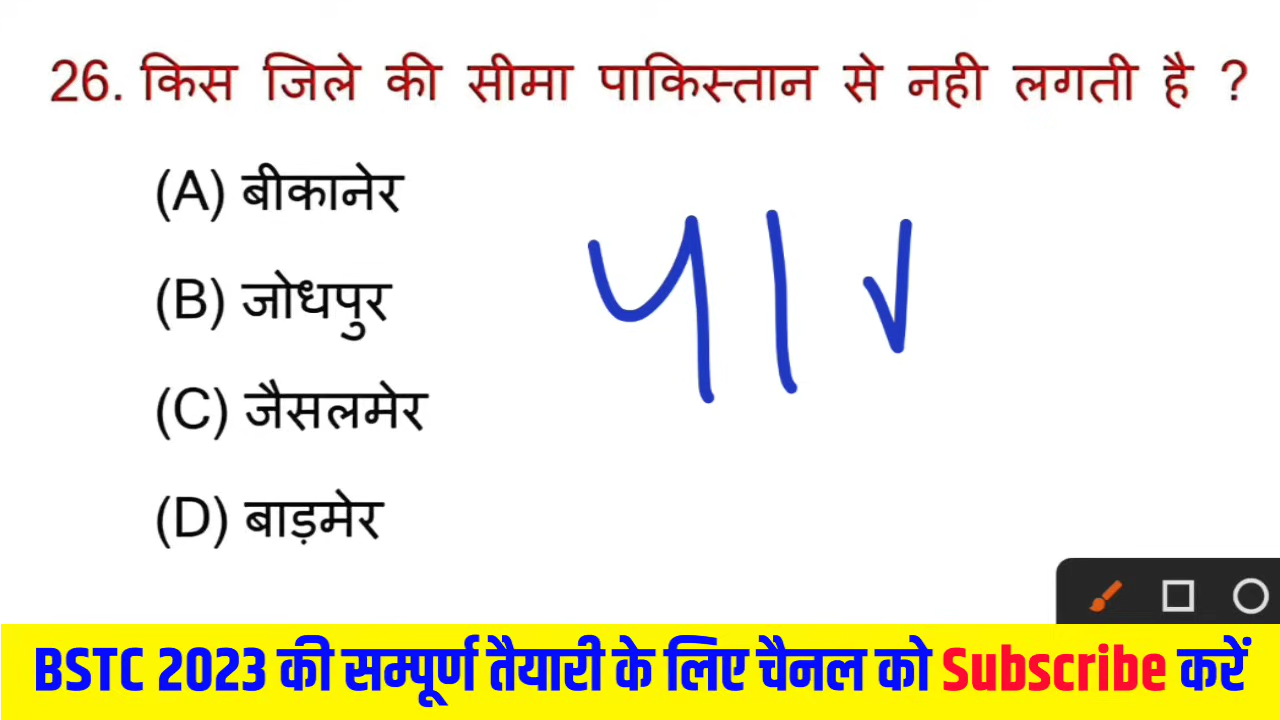 26. किस जिले की सीमा पाकिस्तान से नही लगती है ?
(A) बीकानेर
(B) जोधपुर
(C) जैसलमेर
(D) बाड़मेर
BSTC 2023 की सम्पूर्ण तैयारी के लिए चैनल को Subscribe करें